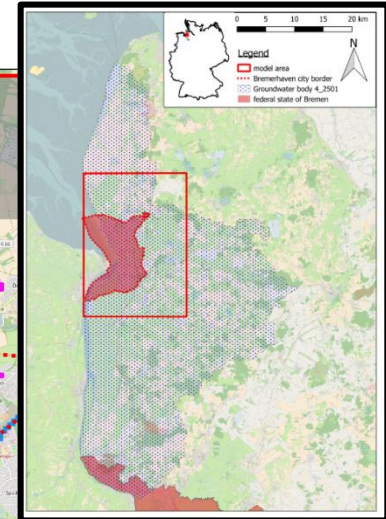 0 5 10 15 20 km
N
Legend
model area
Bremerhaven city border
Groundwater body 4_2501
federal state of Bremen